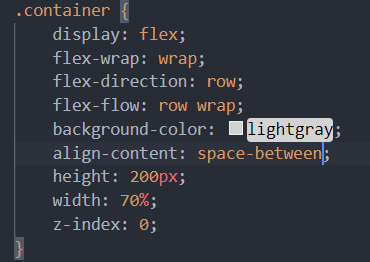 .container {
display: flex;
flex-wrap: wrap;
flex-direction: row;
flex-flow: row wrap;
background-color: lightgray;
align-content: space-between;
height: 200px;
width: 70%;
z-index: 0;
}